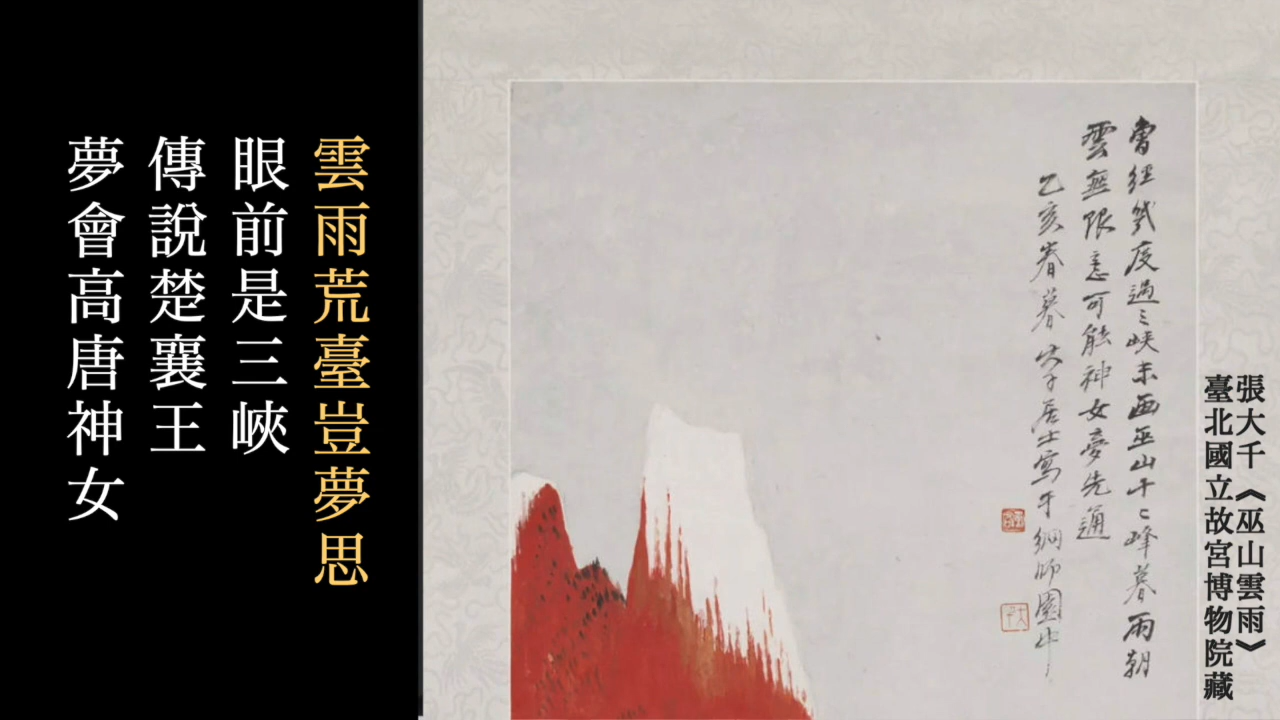 雲雨荒臺豈夢思
眼前是三峽
傳說楚襄王
夢會高唐神女
曾經幾度過三峽未畫巫山十二峰暮雨朝
雲無限意可能神女夢先通
乙亥春暮大千居士寫于網師園中
張大千《巫山雲雨》
臺北國立故宮博物院藏